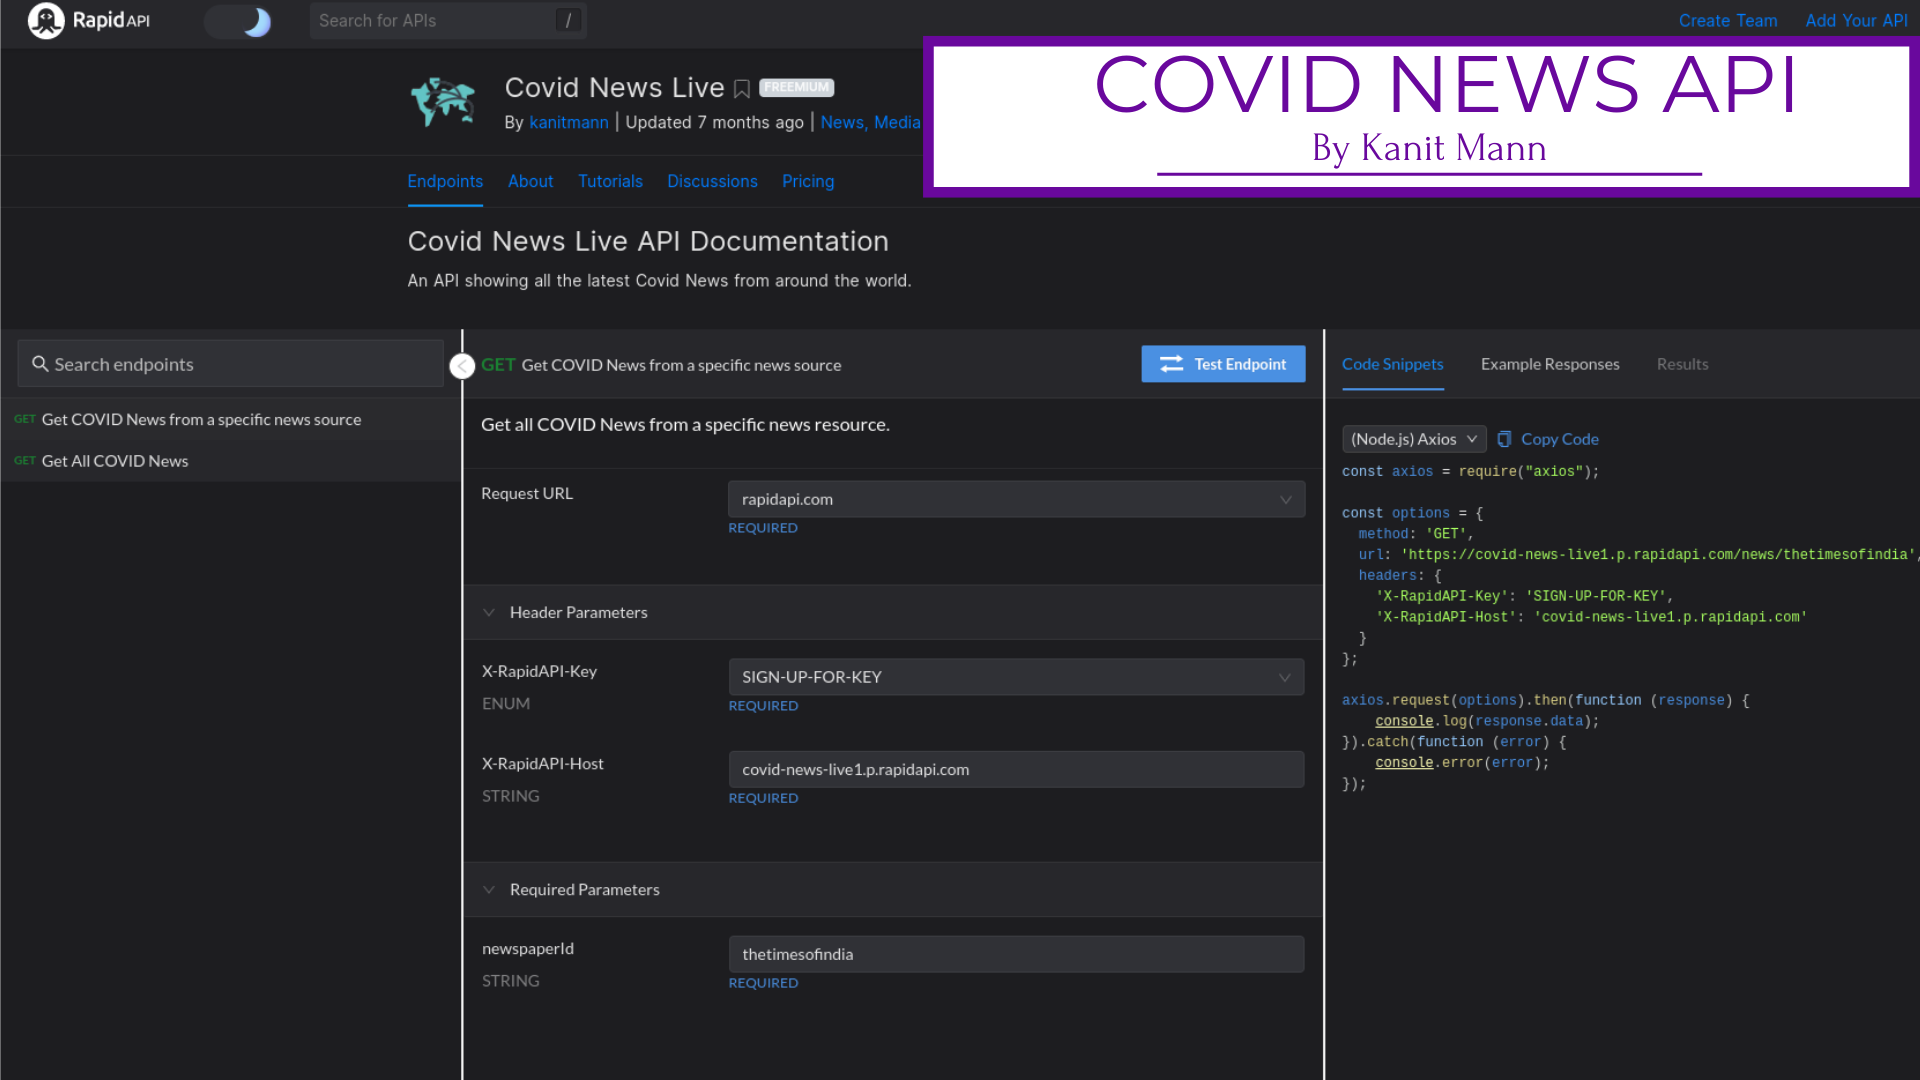 Rapid API
Search for APIs /
Create Team Add Your API
COVID NEWS API
By Kanit Mann
Covid News Live FREEMIUM
By kanitmann | Updated 7 months ago | News, Media
Endpoints About Tutorials Discussions Pricing
Covid News Live API Documentation
An API showing all the latest Covid News from around the world.
Search endpoints
GET Get COVID News from a specific news source
GET Get All COVID News
GET Get COVID News from a specific news source
Test Endpoint
Get all COVID News from a specific news resource.
Request URL
rapidapi.com
REQUIRED
Header Parameters
X-RapidAPI-Key
ENUM
SIGN-UP-FOR-KEY
REQUIRED
X-RapidAPI-Host
STRING
covid-news-live1.p.rapidapi.com
REQUIRED
Required Parameters
newspaperId
STRING
thetimesofindia
REQUIRED
Code Snippets Example Responses Results
(Node.js) Axios Copy Code
const axios = require("axios");
const options = {
method: 'GET',
url: 'https://covid-news-live1.p.rapidapi.com/news/thetimesofindia',
headers: {
'X-RapidAPI-Key': 'SIGN-UP-FOR-KEY',
'X-RapidAPI-Host': 'covid-news-live1.p.rapidapi.com'
}
};
axios.request(options).then(function (response) {
console.log(response.data);
}).catch(function (error) {
console.error(error);
});